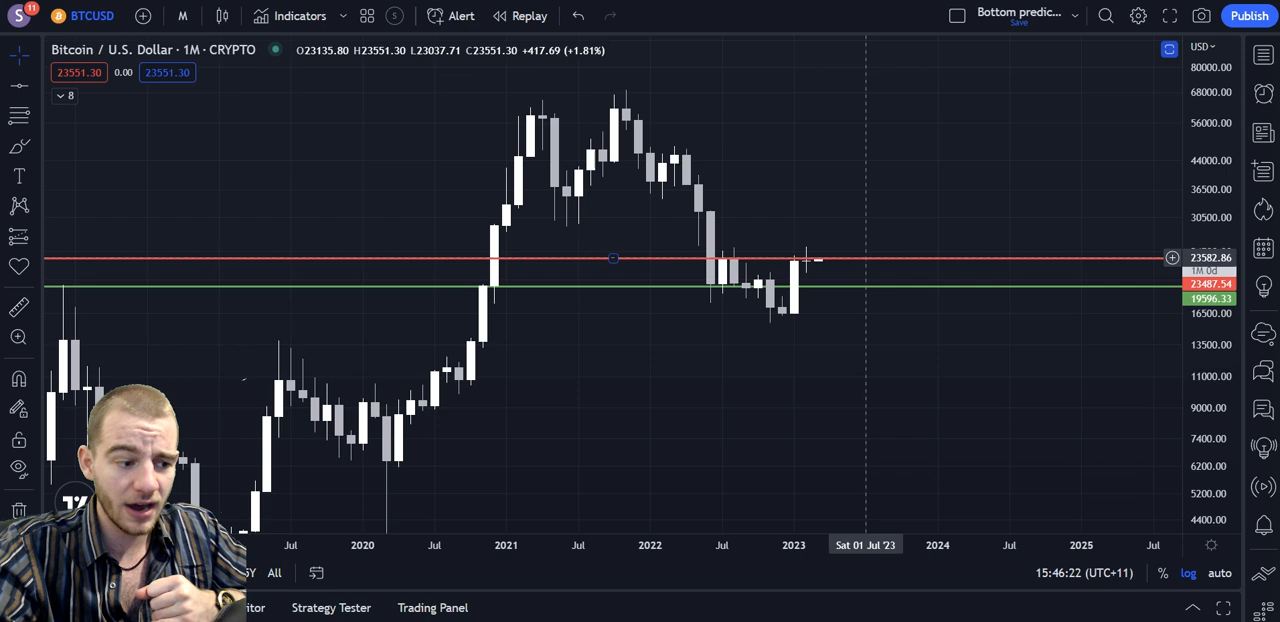 S 11 BTCUSD M Indicators S Alert Replay Bottom predic... Save Publish
Bitcoin / U.S. Dollar · 1M · CRYPTO O23135.80 H23551.30 L23037.71 C23551.30 +417.69 (+1.81%) USD
23551.30 0.00 23551.30
8
80000.00
68000.00
56000.00
44000.00
36500.00
30500.00
23582.86
1M 0d
23487.54
19596.33
16500.00
13500.00
11000.00
9000.00
7400.00
6200.00
5200.00
4400.00
T
Jul 2020 Jul 2021 Jul 2022 Jul 2023 Sat 01 Jul '23 2024 Jul 2025 Jul
5Y All 15:46:22 (UTC+11) % log auto
itor Strategy Tester Trading Panel